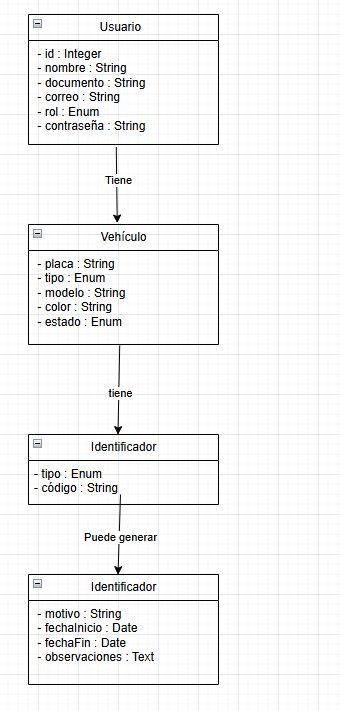 Usuario
- id : Integer
- nombre : String
- documento : String
- correo : String
- rol : Enum
- contraseña : String
Tiene
Vehículo
- placa : String
- tipo : Enum
- modelo : String
- color : String
- estado : Enum
tiene
Identificador
- tipo : Enum
- código : String
Puede generar
Identificador
- motivo : String
- fechaInicio : Date
- fechaFin : Date
- observaciones : Text